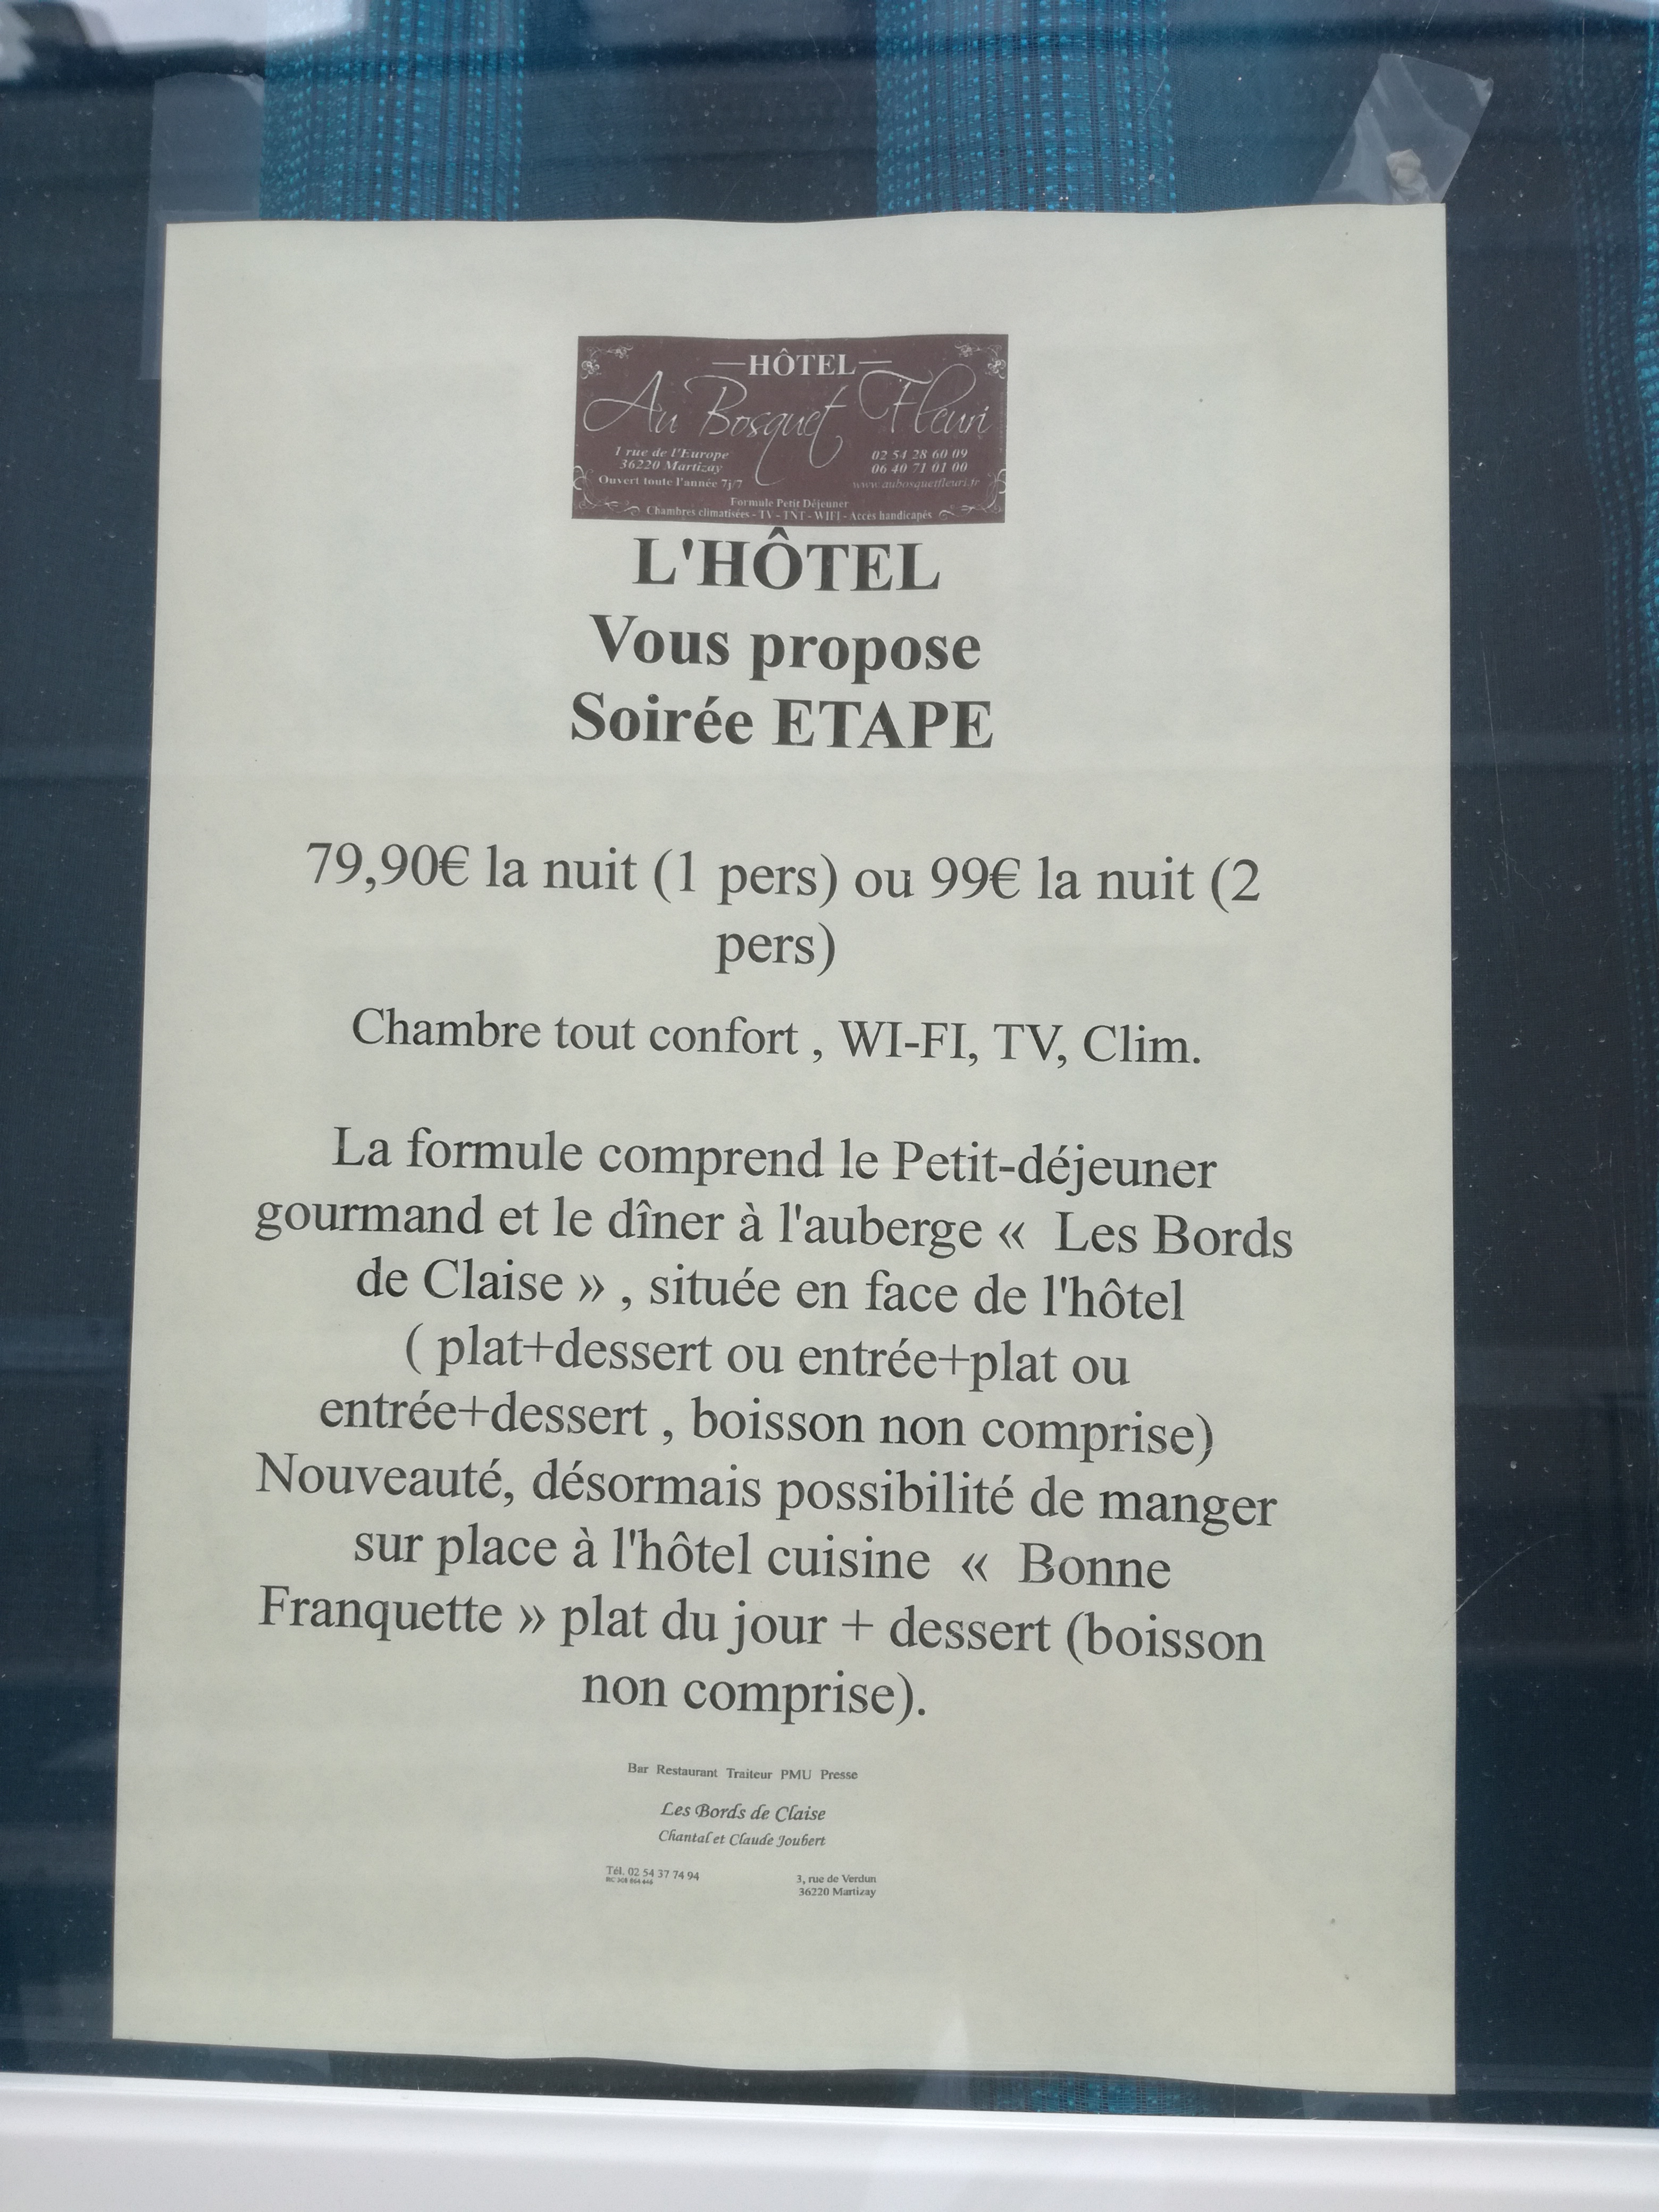 HÔTEL
Au Bosquet Fleuri
1 rue de l'Europe
36220 Martizay
Ouvert toute l'année 7j/7
02 54 28 60 09
06 40 71 01 00
www.aubosquetfleuri.fr
Formule Petit Déjeuner
Chambres climatisées - TV - TNT - WIFI - Accès handicapés
L'HÔTEL
Vous propose
Soirée ETAPE
79,90€ la nuit (1 pers) ou 99€ la nuit (2
pers)
Chambre tout confort , WI-FI, TV, Clim.
La formule comprend le Petit-déjeuner
gourmand et le dîner à l'auberge « Les Bords
de Claise » , située en face de l'hôtel
( plat+dessert ou entrée+plat ou
entrée+dessert , boisson non comprise)
Nouveauté, désormais possibilité de manger
sur place à l'hôtel cuisine « Bonne
Franquette » plat du jour + dessert (boisson
non comprise).
Bar Restaurant Traiteur PMU Presse
Les Bords de Claise
Chantal et Claude Joubert
Tél. 02 54 37 74 94
3, rue de Verdun
36220 Martizay